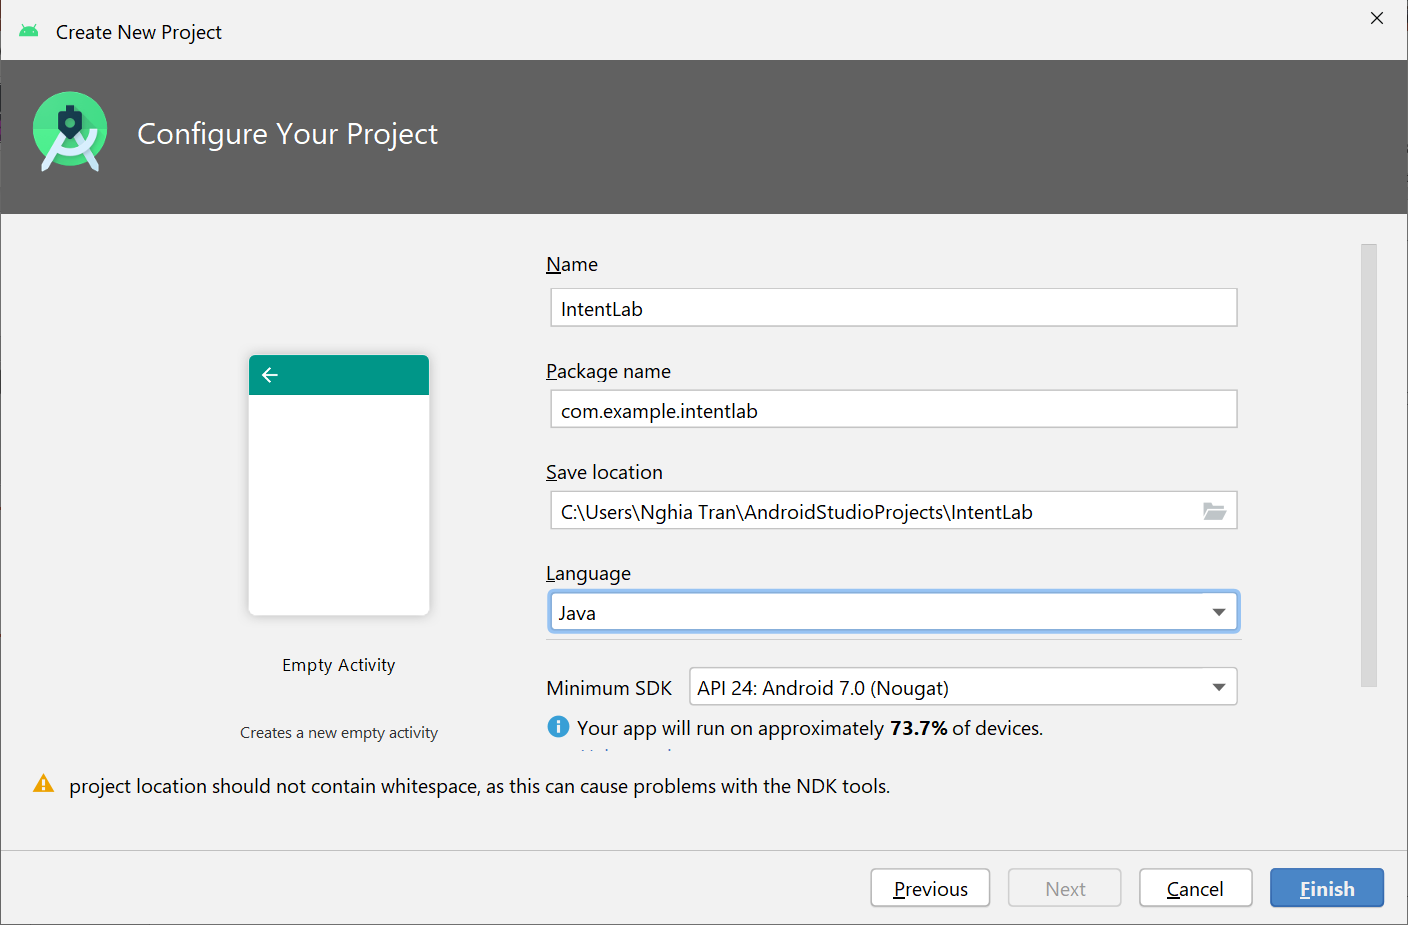 Create New Project
Configure Your Project
Name
IntentLab
Package name
com.example.intentlab
Save location
C:\Users\Nghia Tran\AndroidStudioProjects\IntentLab
Language
Java
Empty Activity
Minimum SDK API 24: Android 7.0 (Nougat)
Creates a new empty activity
Your app will run on approximately 73.7% of devices.
project location should not contain whitespace, as this can cause problems with the NDK tools.
Previous Next Cancel Finish